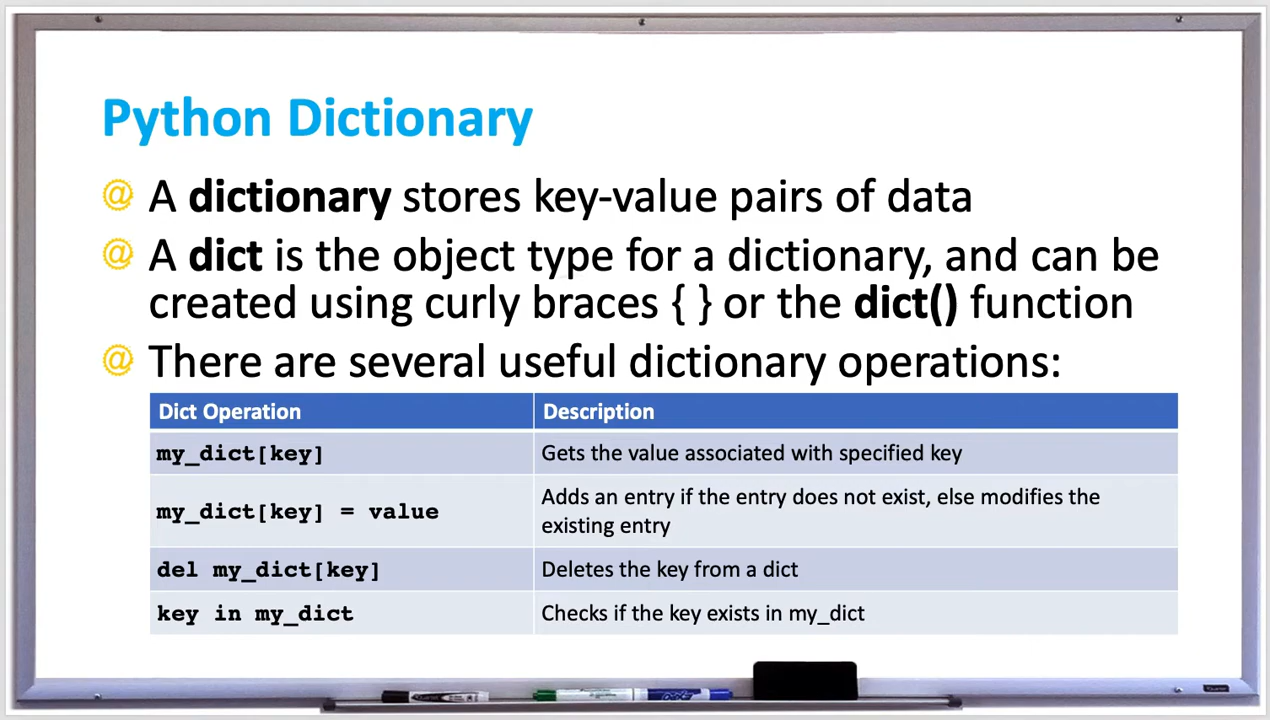 Python Dictionary
@ A dictionary stores key-value pairs of data
@ A dict is the object type for a dictionary, and can be
created using curly braces { } or the dict() function
@ There are several useful dictionary operations:
Dict Operation Description
my_dict[key] Gets the value associated with specified key
my_dict[key] = value Adds an entry if the entry does not exist, else modifies the
existing entry
del my_dict[key] Deletes the key from a dict
key in my_dict Checks if the key exists in my_dict